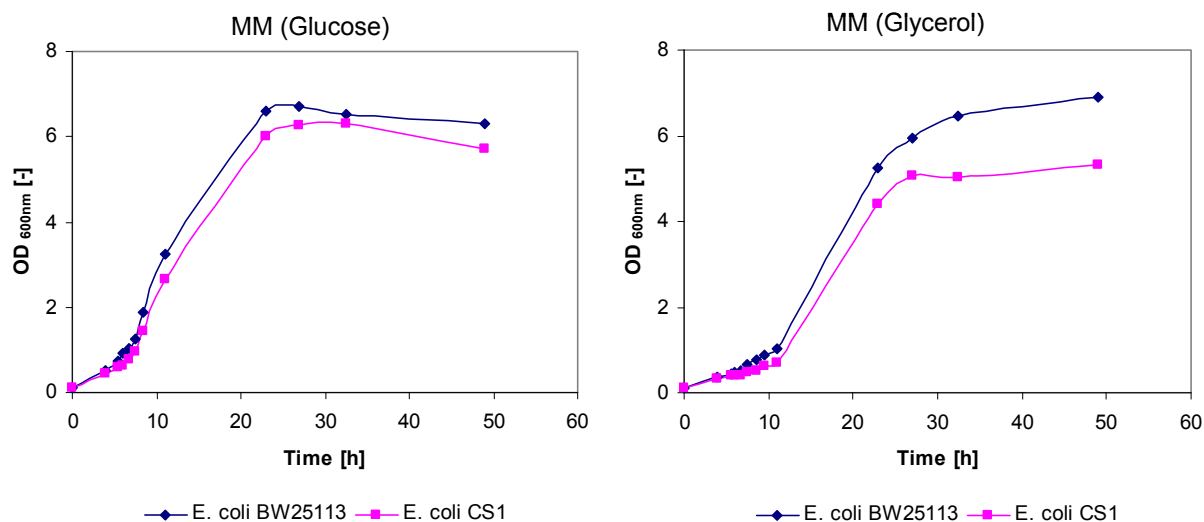 MM (Glucose)
8
6
4
2
0
OD 600nm [-]
0 10 20 30 40 50 60
Time [h]
E. coli BW25113 E. coli CS1
MM (Glycerol)
8
6
4
2
0
OD 600nm [-]
0 10 20 30 40 50 60
Time [h]
E. coli BW25113 E. coli CS1